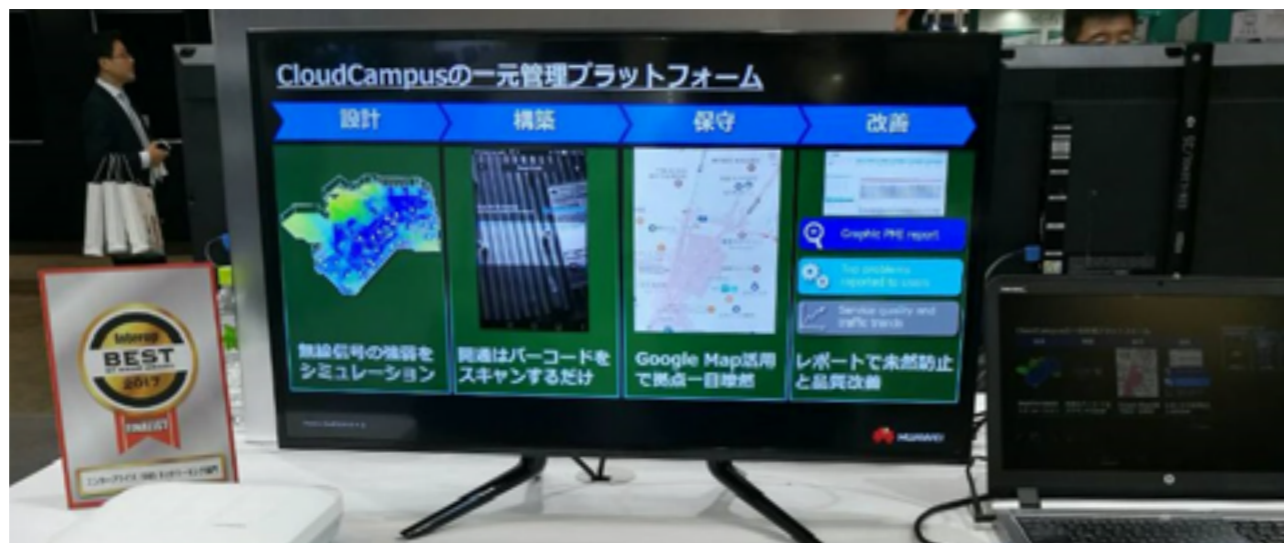 CloudCampusの一元管理プラットフォーム
設計
構築
保守
改善
無線信号の強弱を
シミュレーション
開通はバーコードを
スキャンするだけ
Google Map活用
で拠点一目瞭然
Graphic PMI report
Top problems
reported to users
Service quality and
traffic trends
レポートで未然防止
と品質改善
HUAWEI
Interop
BEST
2017
FINALIST